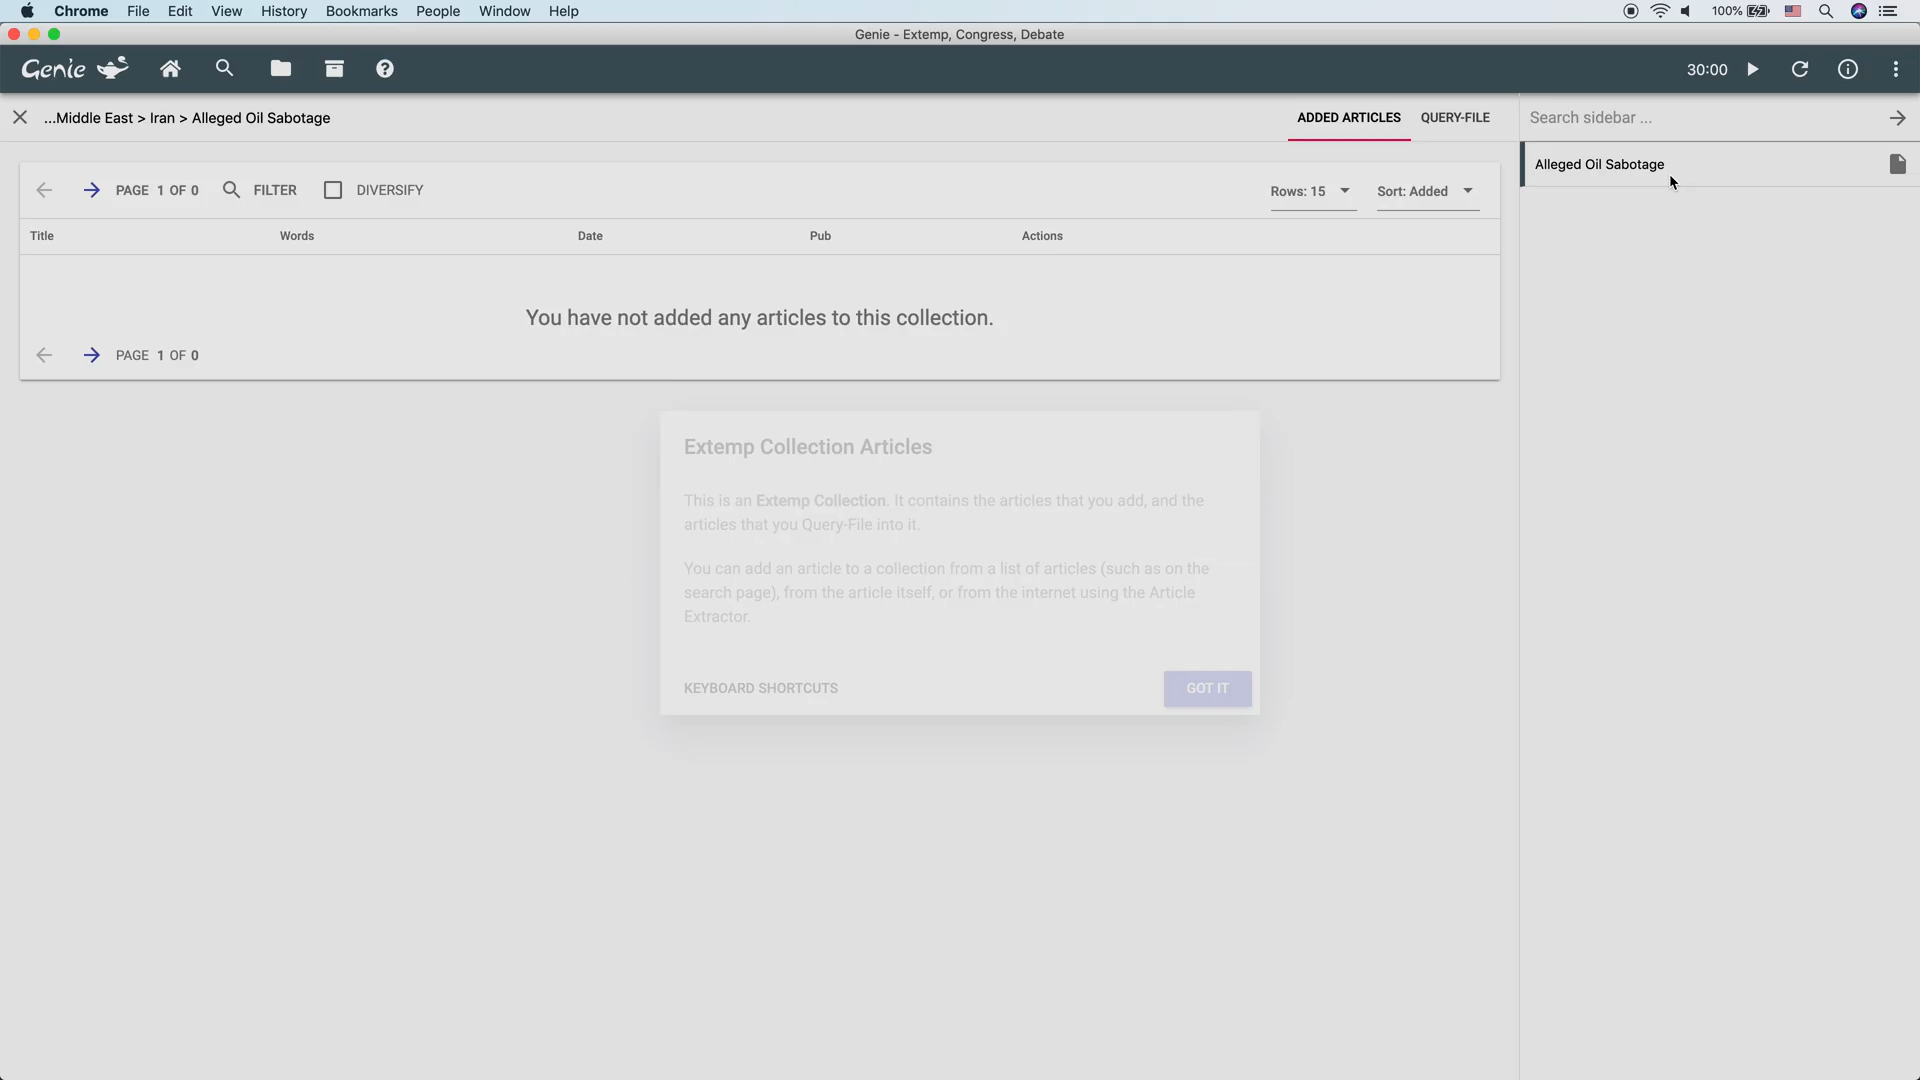 Chrome File Edit View History Bookmarks People Window Help 100%
Genie - Extemp, Congress, Debate
Genie 30:00
...Middle East > Iran > Alleged Oil Sabotage ADDED ARTICLES QUERY-FILE Search sidebar ...
Alleged Oil Sabotage
PAGE 1 OF 0 FILTER DIVERSIFY Rows: 15 Sort: Added
Title Words Date Pub Actions
You have not added any articles to this collection.
PAGE 1 OF 0
Extemp Collection Articles
This is an Extemp Collection. It contains the articles that you add, and the
articles that you Query-File into it.
You can add an article to a collection from a list of articles (such as on the
search page), from the article itself, or from the internet using the Article
Extractor.
KEYBOARD SHORTCUTS GOT IT